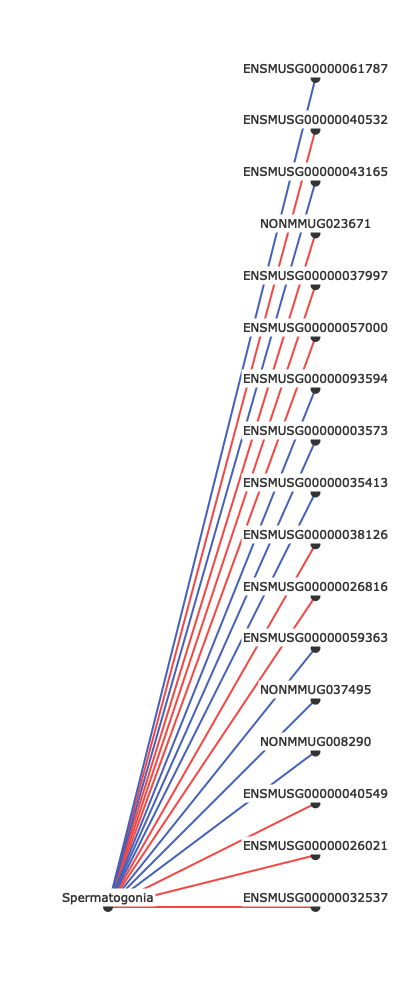 ENSMUSG00000061787
ENSMUSG00000040532
ENSMUSG00000043165
NONMMUG023671
ENSMUSG00000037997
ENSMUSG00000057000
ENSMUSG00000093594
ENSMUSG00000003573
ENSMUSG00000035413
ENSMUSG00000038126
ENSMUSG00000026816
ENSMUSG00000059363
NONMMUG037495
NONMMUG008290
ENSMUSG00000040549
ENSMUSG00000026021
Spermatogonia
ENSMUSG00000032537